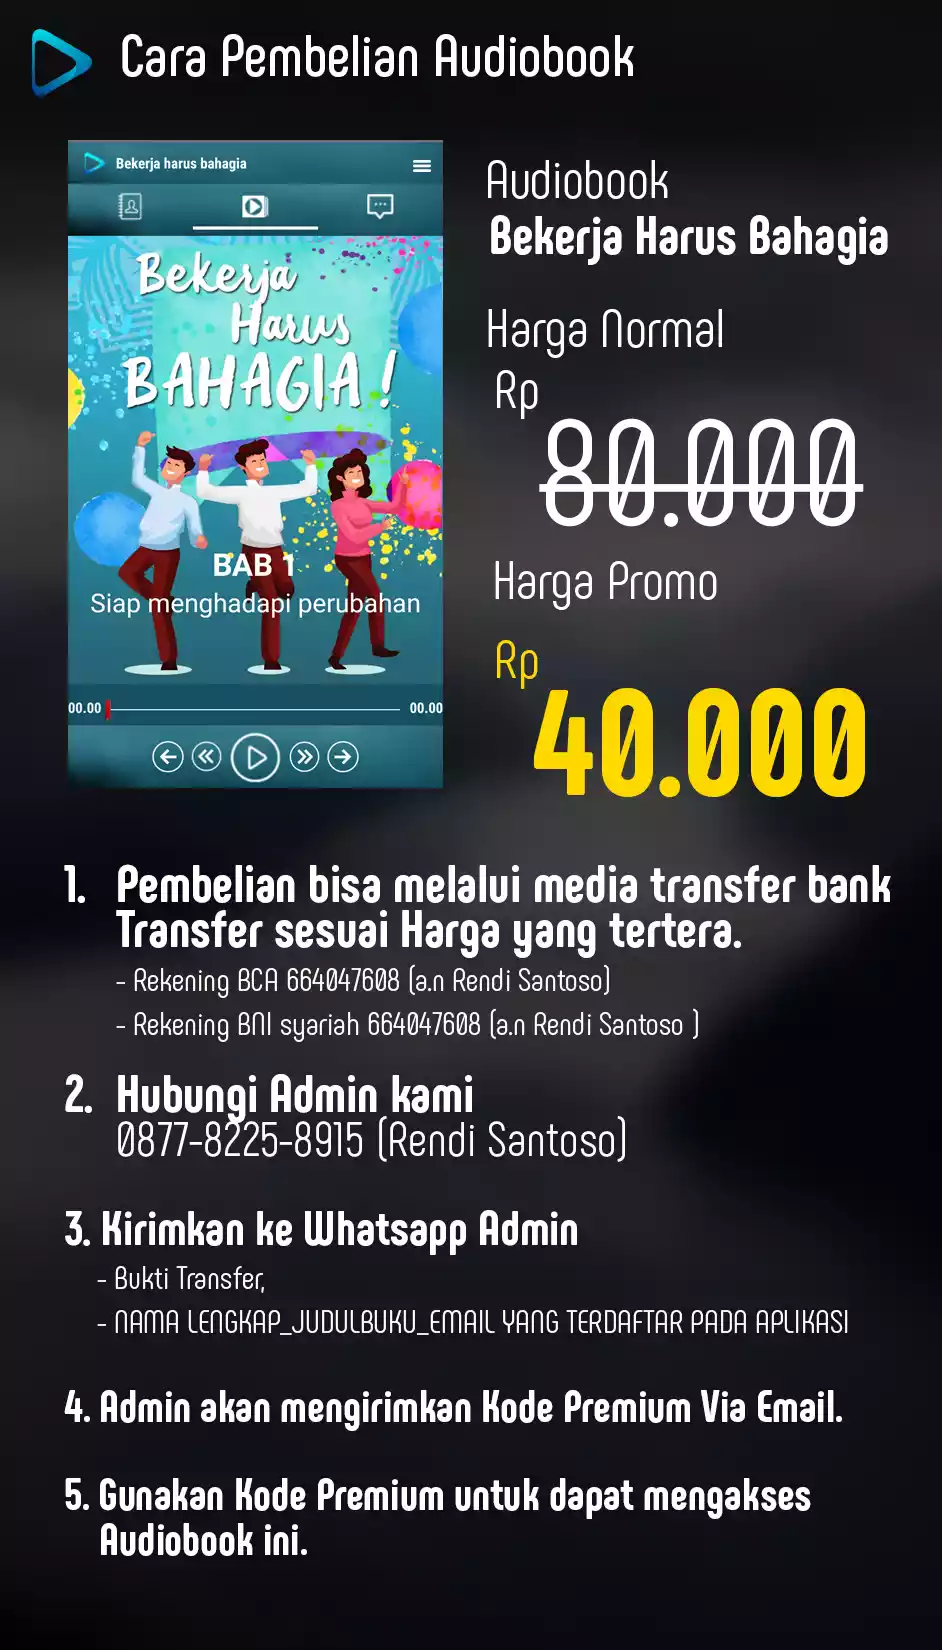 Cara Pembelian Audiobook
Bekerja harus bahagia
Bekerja
Harus
BAHAGIA !
BAB 1
Siap menghadapi perubahan
00.00
00.00
Audiobook
Bekerja Harus Bahagia
Harga Normal
Rp
80.000
Harga Promo
Rp
40.000
1. Pembelian bisa melalui media transfer bank
Transfer sesuai Harga yang tertera.
- Rekening BCA 664047608 (a.n Rendi Santoso)
- Rekening BNI syariah 664047608 (a.n Rendi Santoso )
2. Hubungi Admin kami
0877-8225-8915 (Rendi Santoso)
3. Kirimkan ke Whatsapp Admin
- Bukti Transfer,
- NAMA LENGKAP_JUDULBUKU_EMAIL YANG TERDAFTAR PADA APLIKASI
4. Admin akan mengirimkan Kode Premium Via Email.
5. Gunakan Kode Premium untuk dapat mengakses
Audiobook ini.